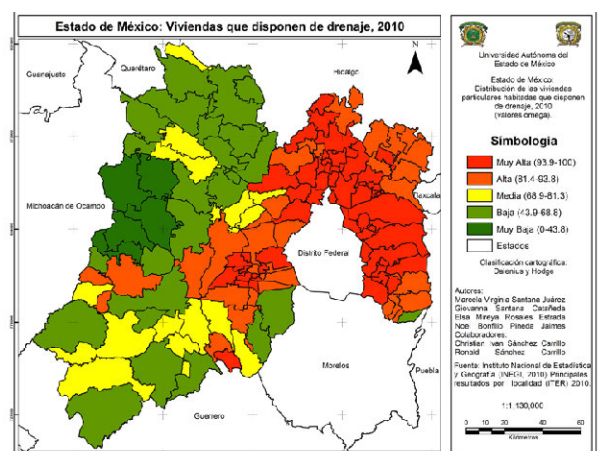 Estado de México: Viviendas que disponen de drenaje, 2010
Guanajuato
Querétaro
Hidalgo
N
Michoacán de Ocampo
Tlaxcala
Distrito Federal
Morelos
Puebla
Guerrero
Universidad Autónoma del
Estado de México
Estado de México:
Distribución de las viviendas
particulares habitadas que disponen
de drenaje, 2010
(valores omega).
Simbología
Muy Alta (93.9-100)
Alta (81.4-93.8)
Media (68.9-81.3)
Baja (43.9-68.8)
Muy Baja (0-43.8)
Estados
Clasificación cartográfica:
Dalenius y Hodge
Autores:
Marcela Virginia Santana Juárez
Giovanna Santana Castañeda
Elsa Mireya Rosales Estrada
Noé Bonfilio Pineda Jaimes
Colaboradores:
Christian Ivan Sánchez Carrillo
Ronald Sánchez Carrillo
Fuente: Instituto Nacional de Estadística
y Geografía (INEGI, 2010) Principales
resultados por localidad (ITER) 2010.
1:1,130,000
0 10 20 40 60
Kilómetros